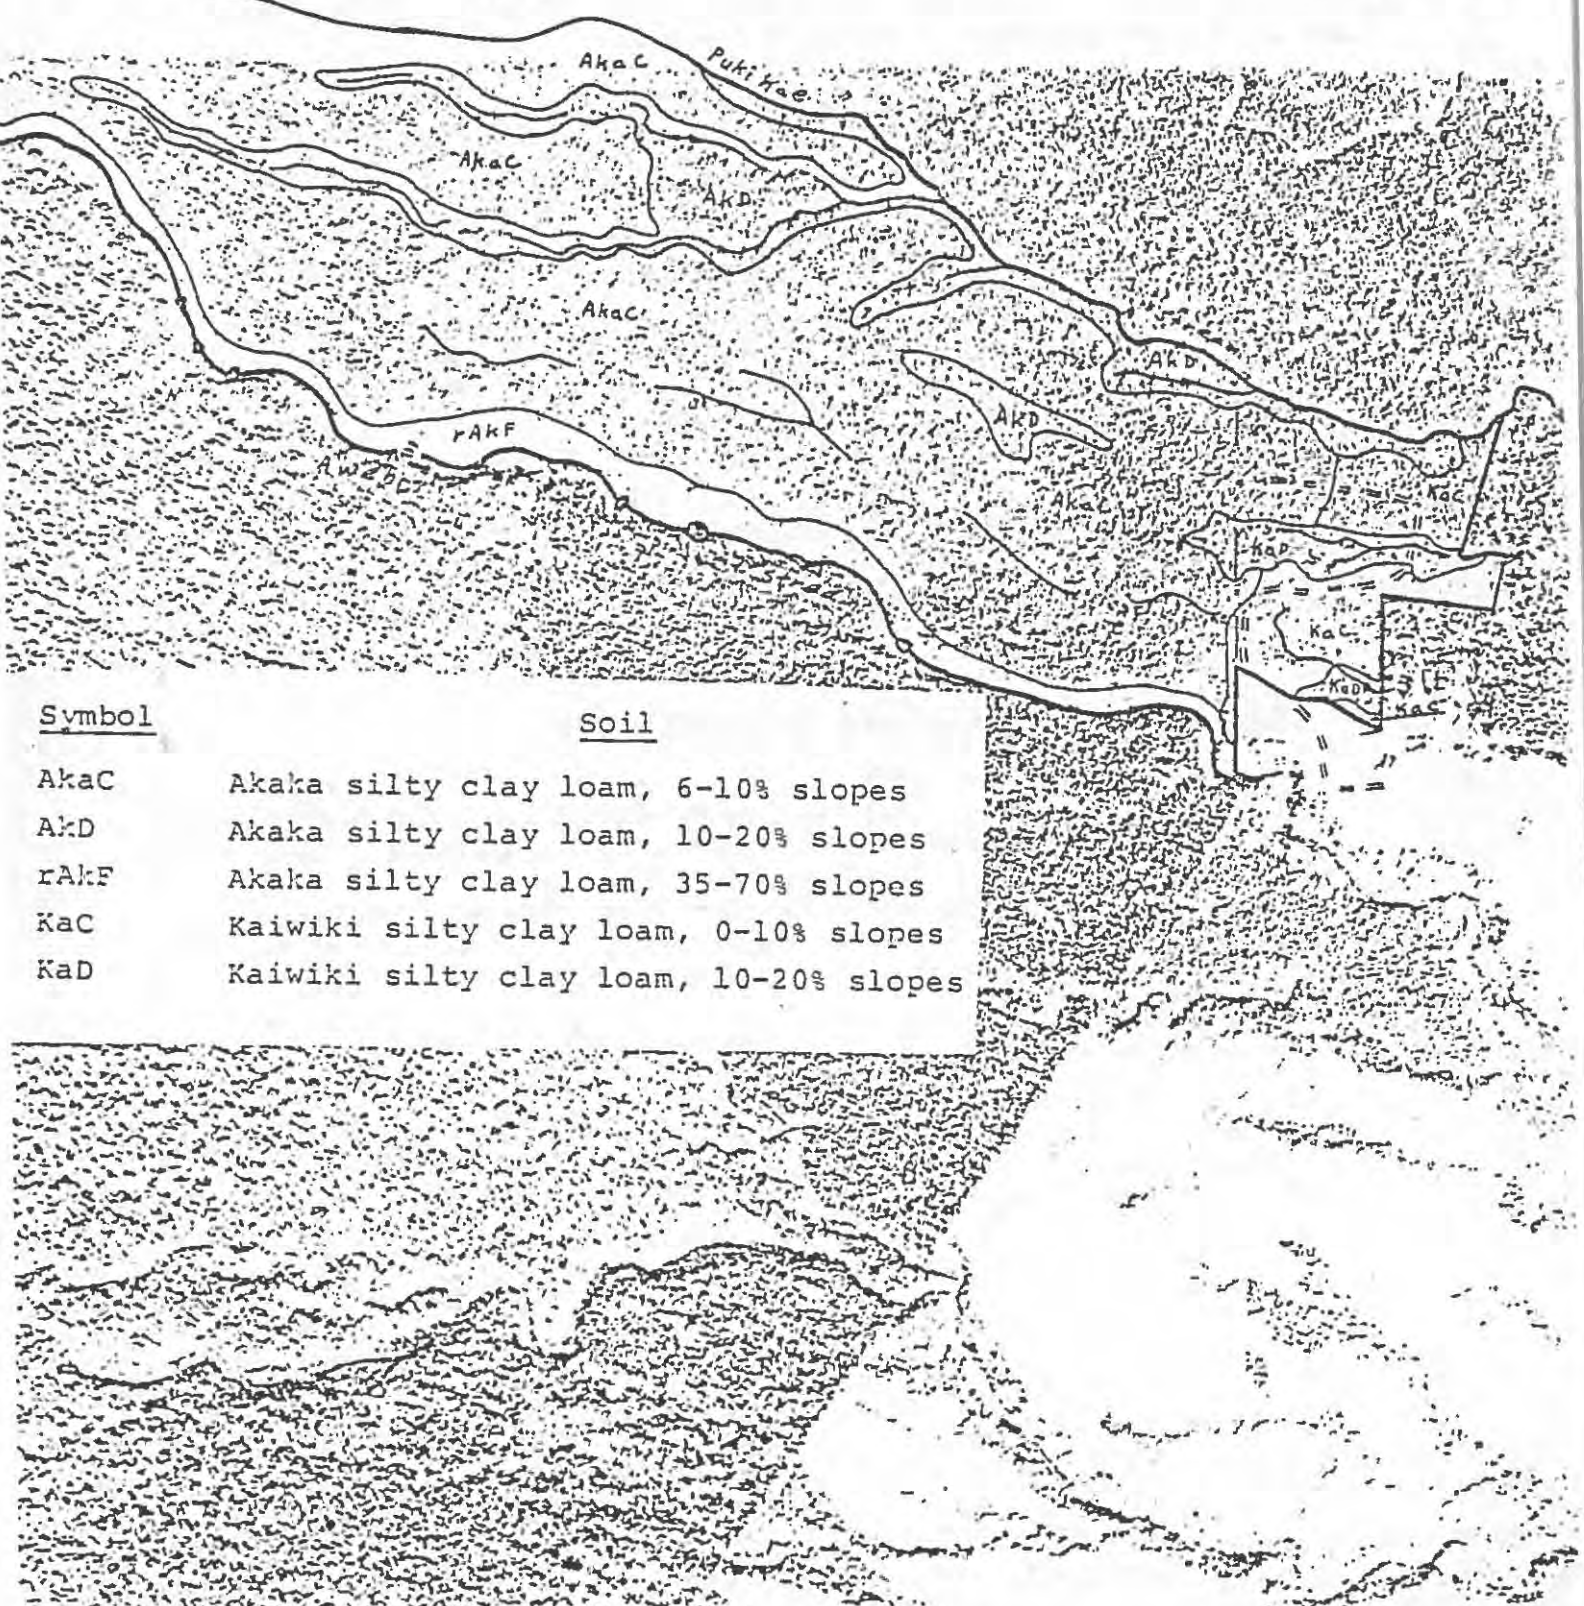 AkaC
Pukihae
AkaC
AkD
AkaC
AkD
rAkF
AkD
AkaC
KaC
KaD
KaC
KaD
KaC
Symbol Soil
AkaC Akaka silty clay loam, 6-10% slopes
AkD Akaka silty clay loam, 10-20% slopes
rAkF Akaka silty clay loam, 35-70% slopes
KaC Kaiwiki silty clay loam, 0-10% slopes
KaD Kaiwiki silty clay loam, 10-20% slopes